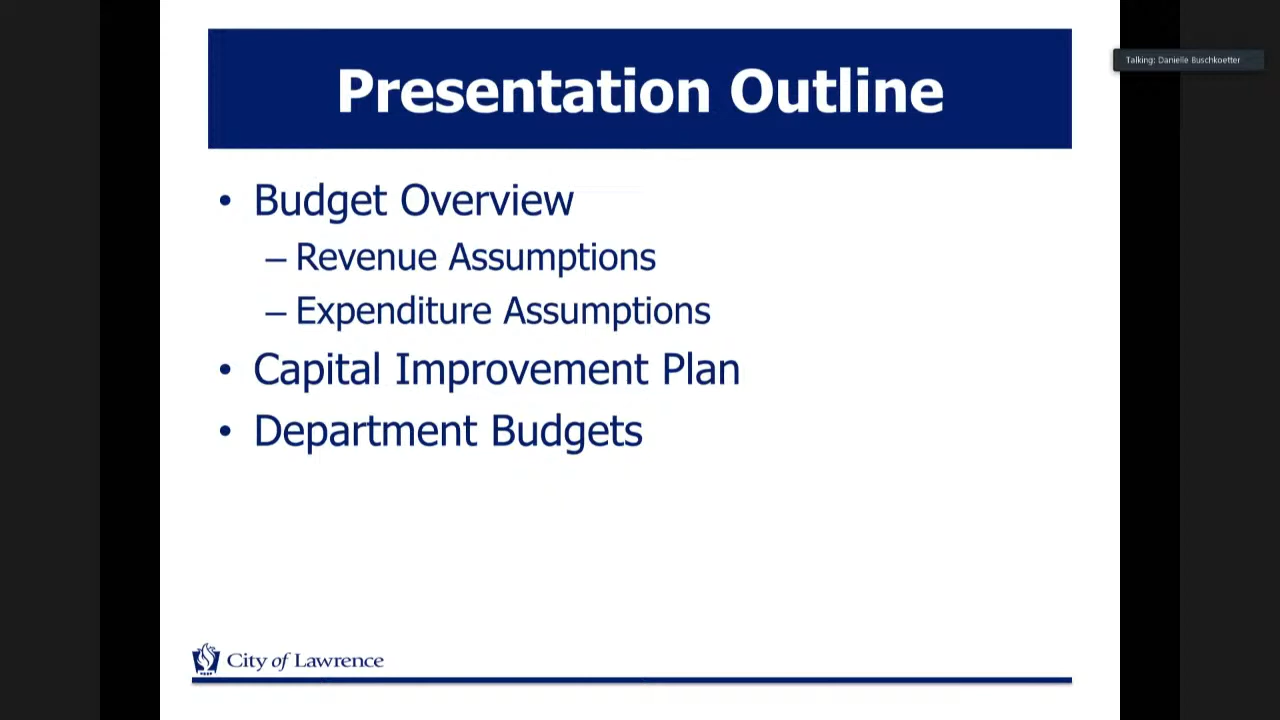 Presentation Outline
Talking: Danielle Buschkoetter
• Budget Overview
– Revenue Assumptions
– Expenditure Assumptions
• Capital Improvement Plan
• Department Budgets
City of Lawrence